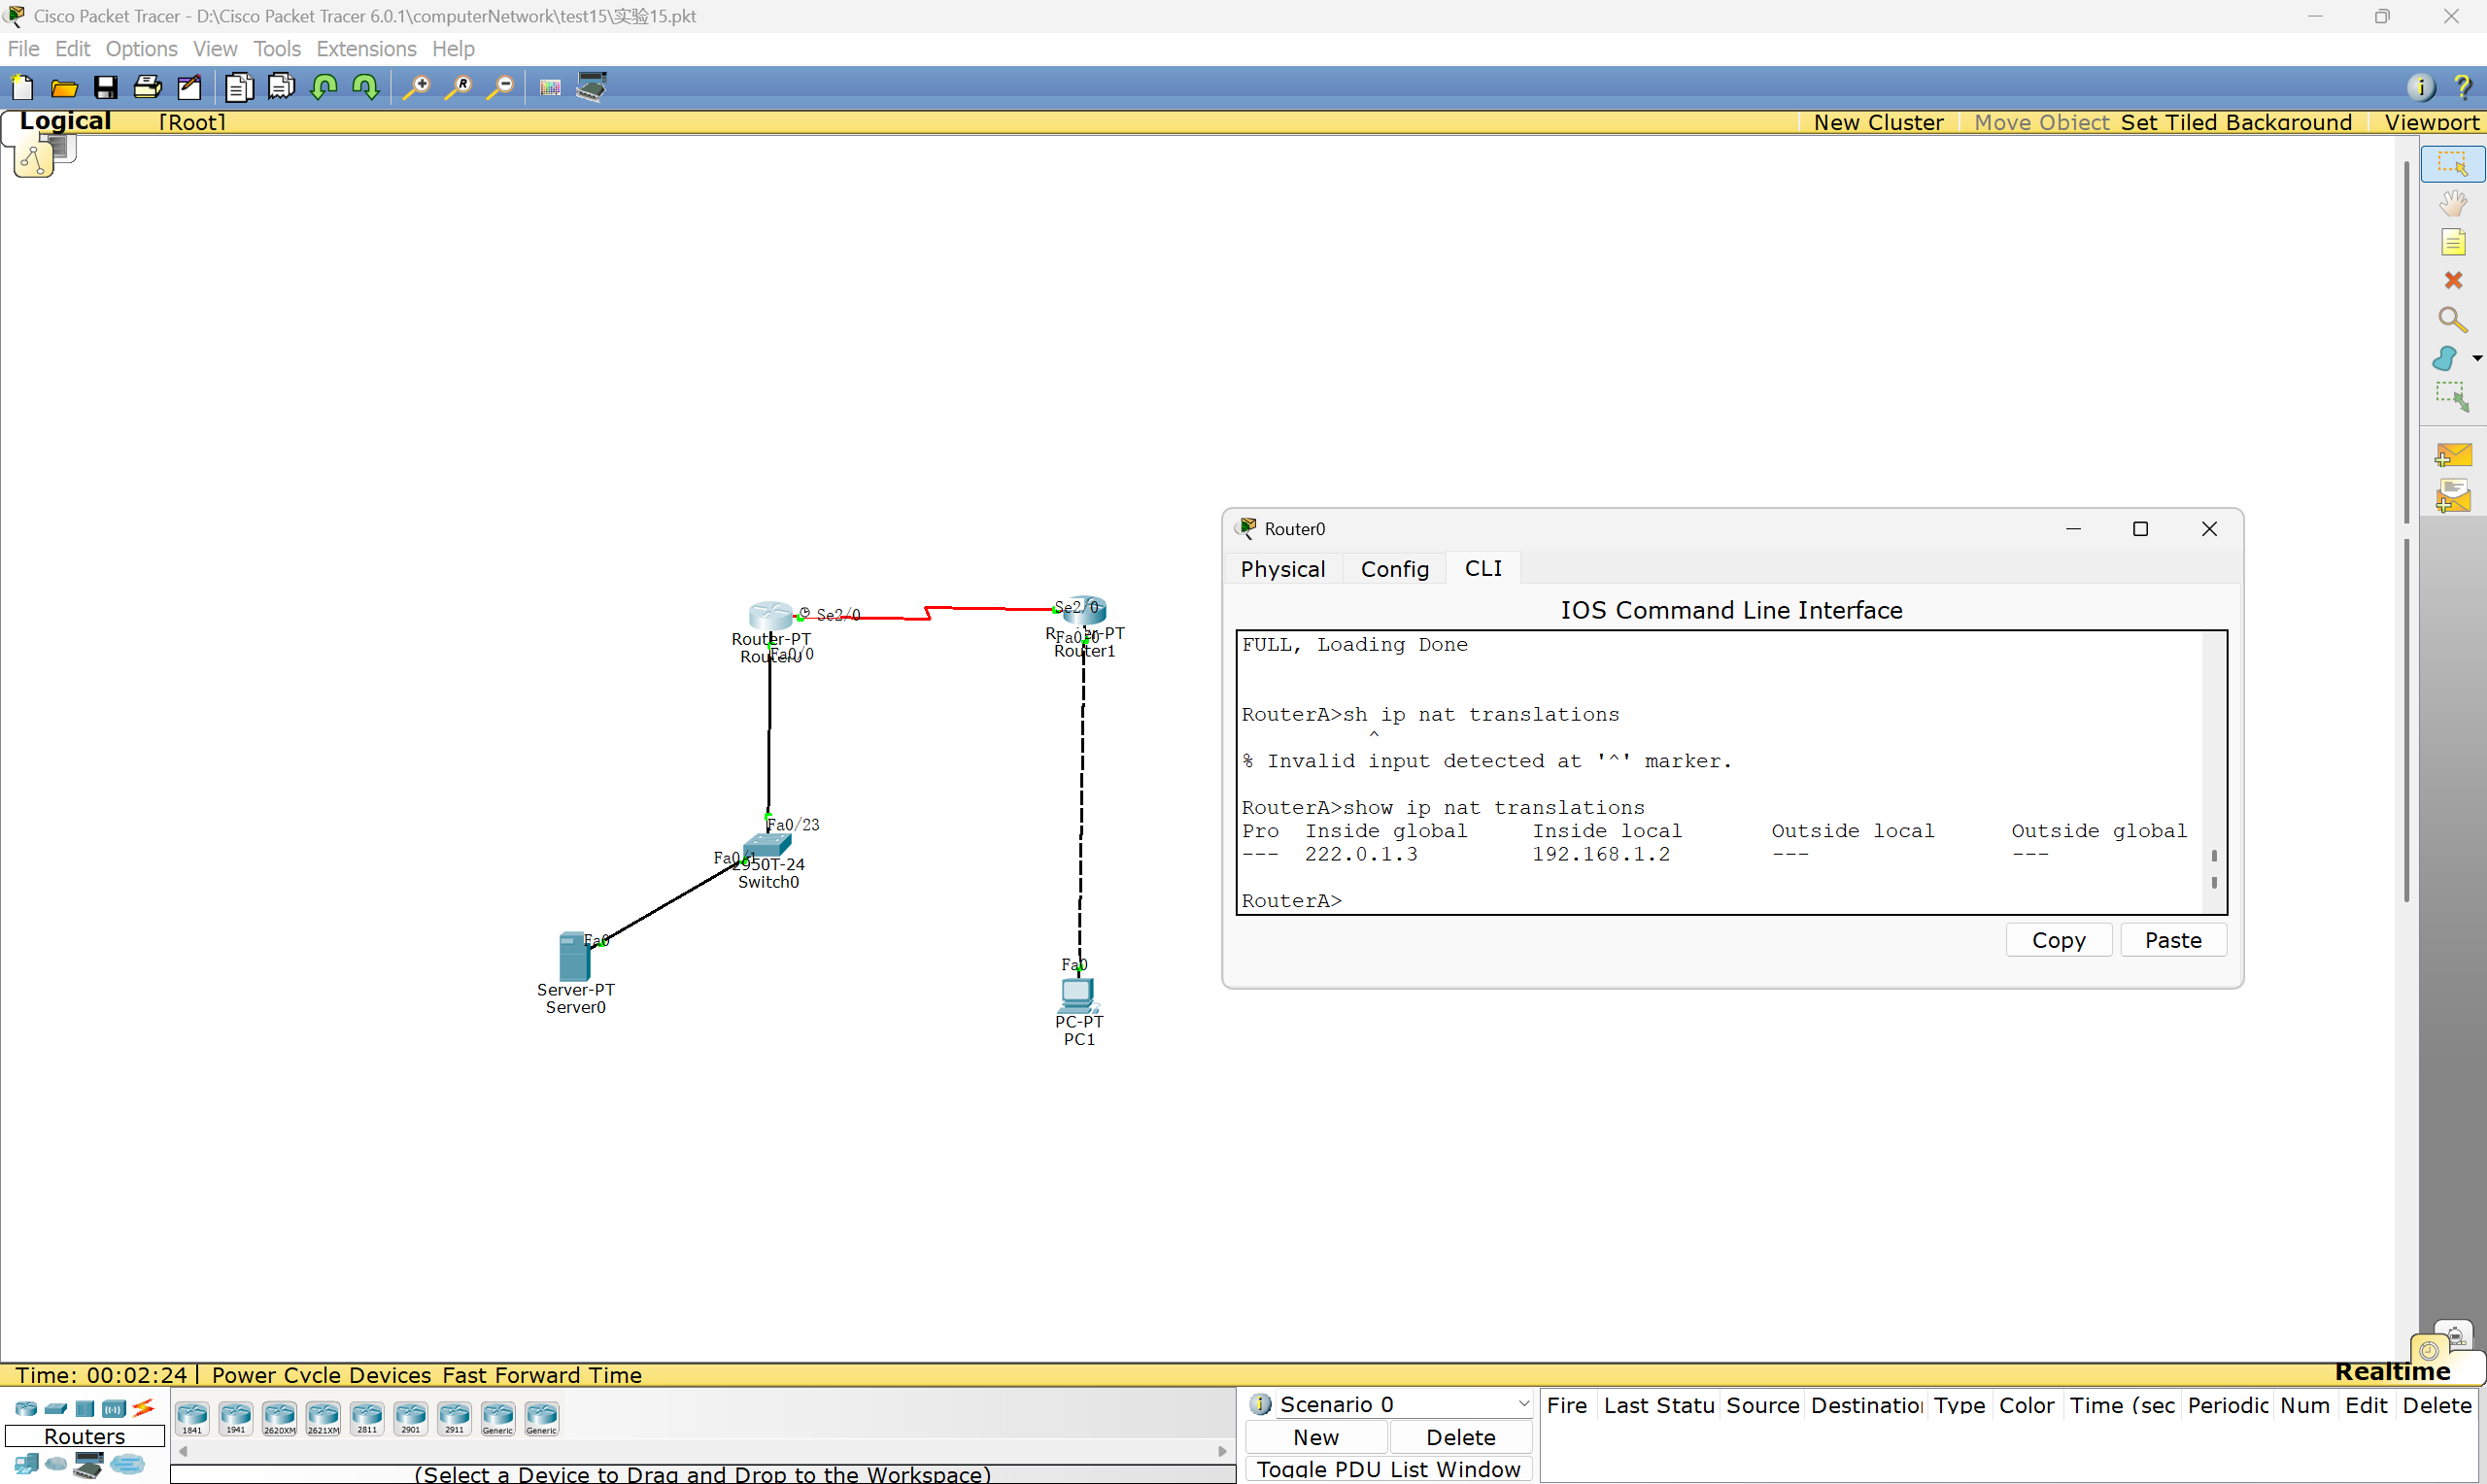 Cisco Packet Tracer - D:\Cisco Packet Tracer 6.0.1\computerNetwork\test15\实验15.pkt
File Edit Options View Tools Extensions Help
Logical [Root] New Cluster Move Object Set Tiled Background Viewport
Router0
Physical Config CLI
IOS Command Line Interface
FULL, Loading Done
RouterA>sh ip nat translations
^
% Invalid input detected at '^' marker.
RouterA>show ip nat translations
Pro Inside global Inside local Outside local Outside global
--- 222.0.1.3 192.168.1.2 --- ---
RouterA>
Copy Paste
Se2/0
Router-PT
Router0
Fa0/0
Se2/0
Router-PT
Fa0/0
Router1
Fa0/23
Fa0/1
2950T-24
Switch0
Fa0
Server-PT
Server0
Fa0
PC-PT
PC1
Time: 00:02:24 Power Cycle Devices Fast Forward Time Realtime
Routers
1841 1941 2620XM 2621XM 2811 2901 2911 Generic Generic
(Select a Device to Drag and Drop to the Workspace)
Scenario 0
New Delete
Toggle PDU List Window
Fire Last Statu Source Destination Type Color Time (sec Periodic Num Edit Delete